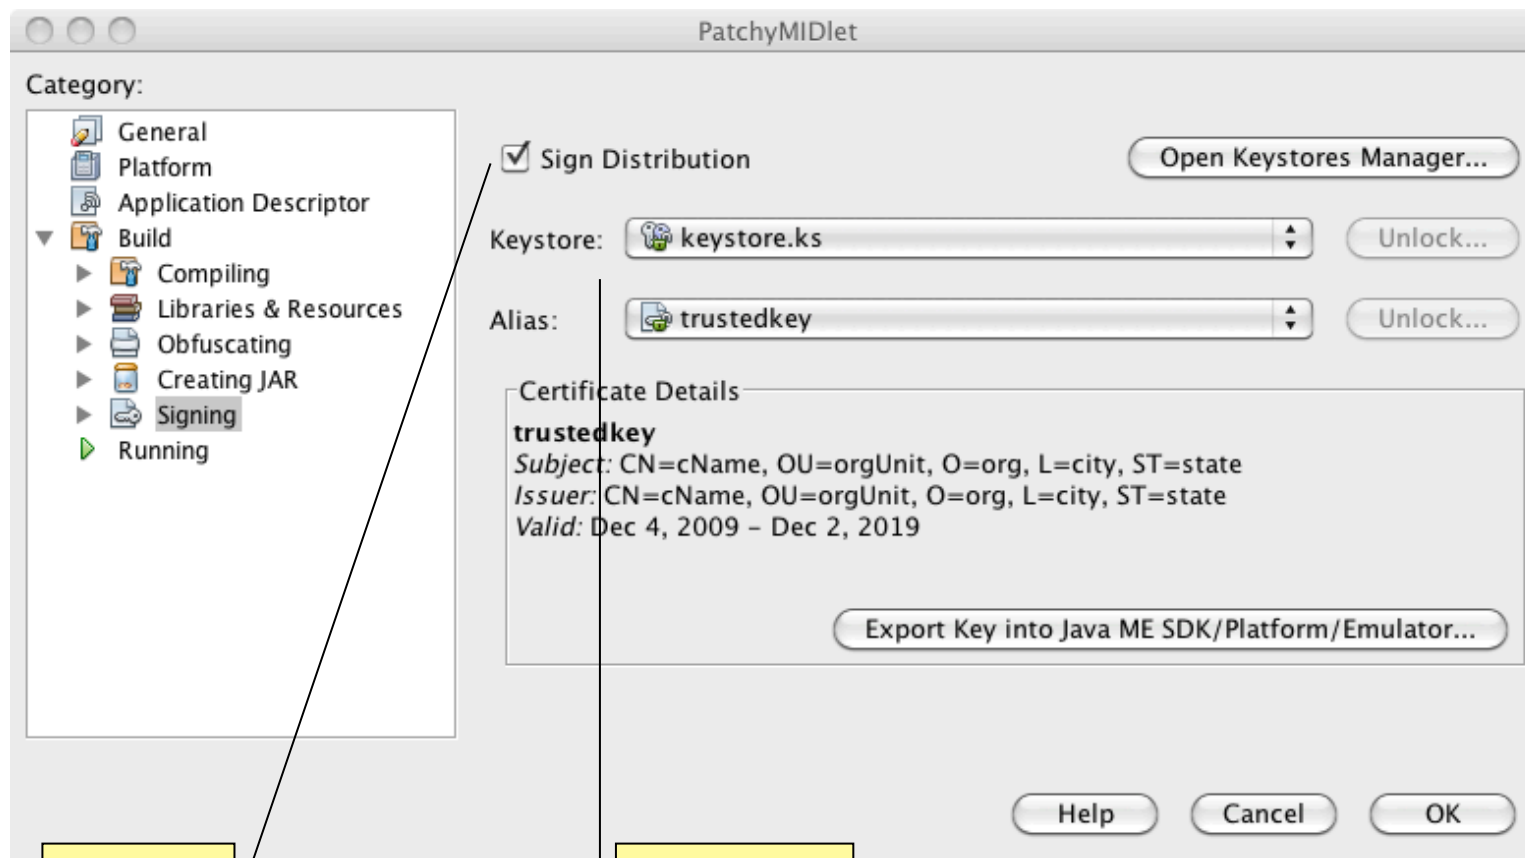 PatchyMIDlet
Category:
General
Platform
Application Descriptor
Build
Compiling
Libraries & Resources
Obfuscating
Creating JAR
Signing
Running
Sign Distribution
Open Keystores Manager...
Keystore: keystore.ks Unlock...
Alias: trustedkey Unlock...
Certificate Details
trustedkey
Subject: CN=cName, OU=orgUnit, O=org, L=city, ST=state
Issuer: CN=cName, OU=orgUnit, O=org, L=city, ST=state
Valid: Dec 4, 2009 – Dec 2, 2019
Export Key into Java ME SDK/Platform/Emulator...
Help Cancel OK